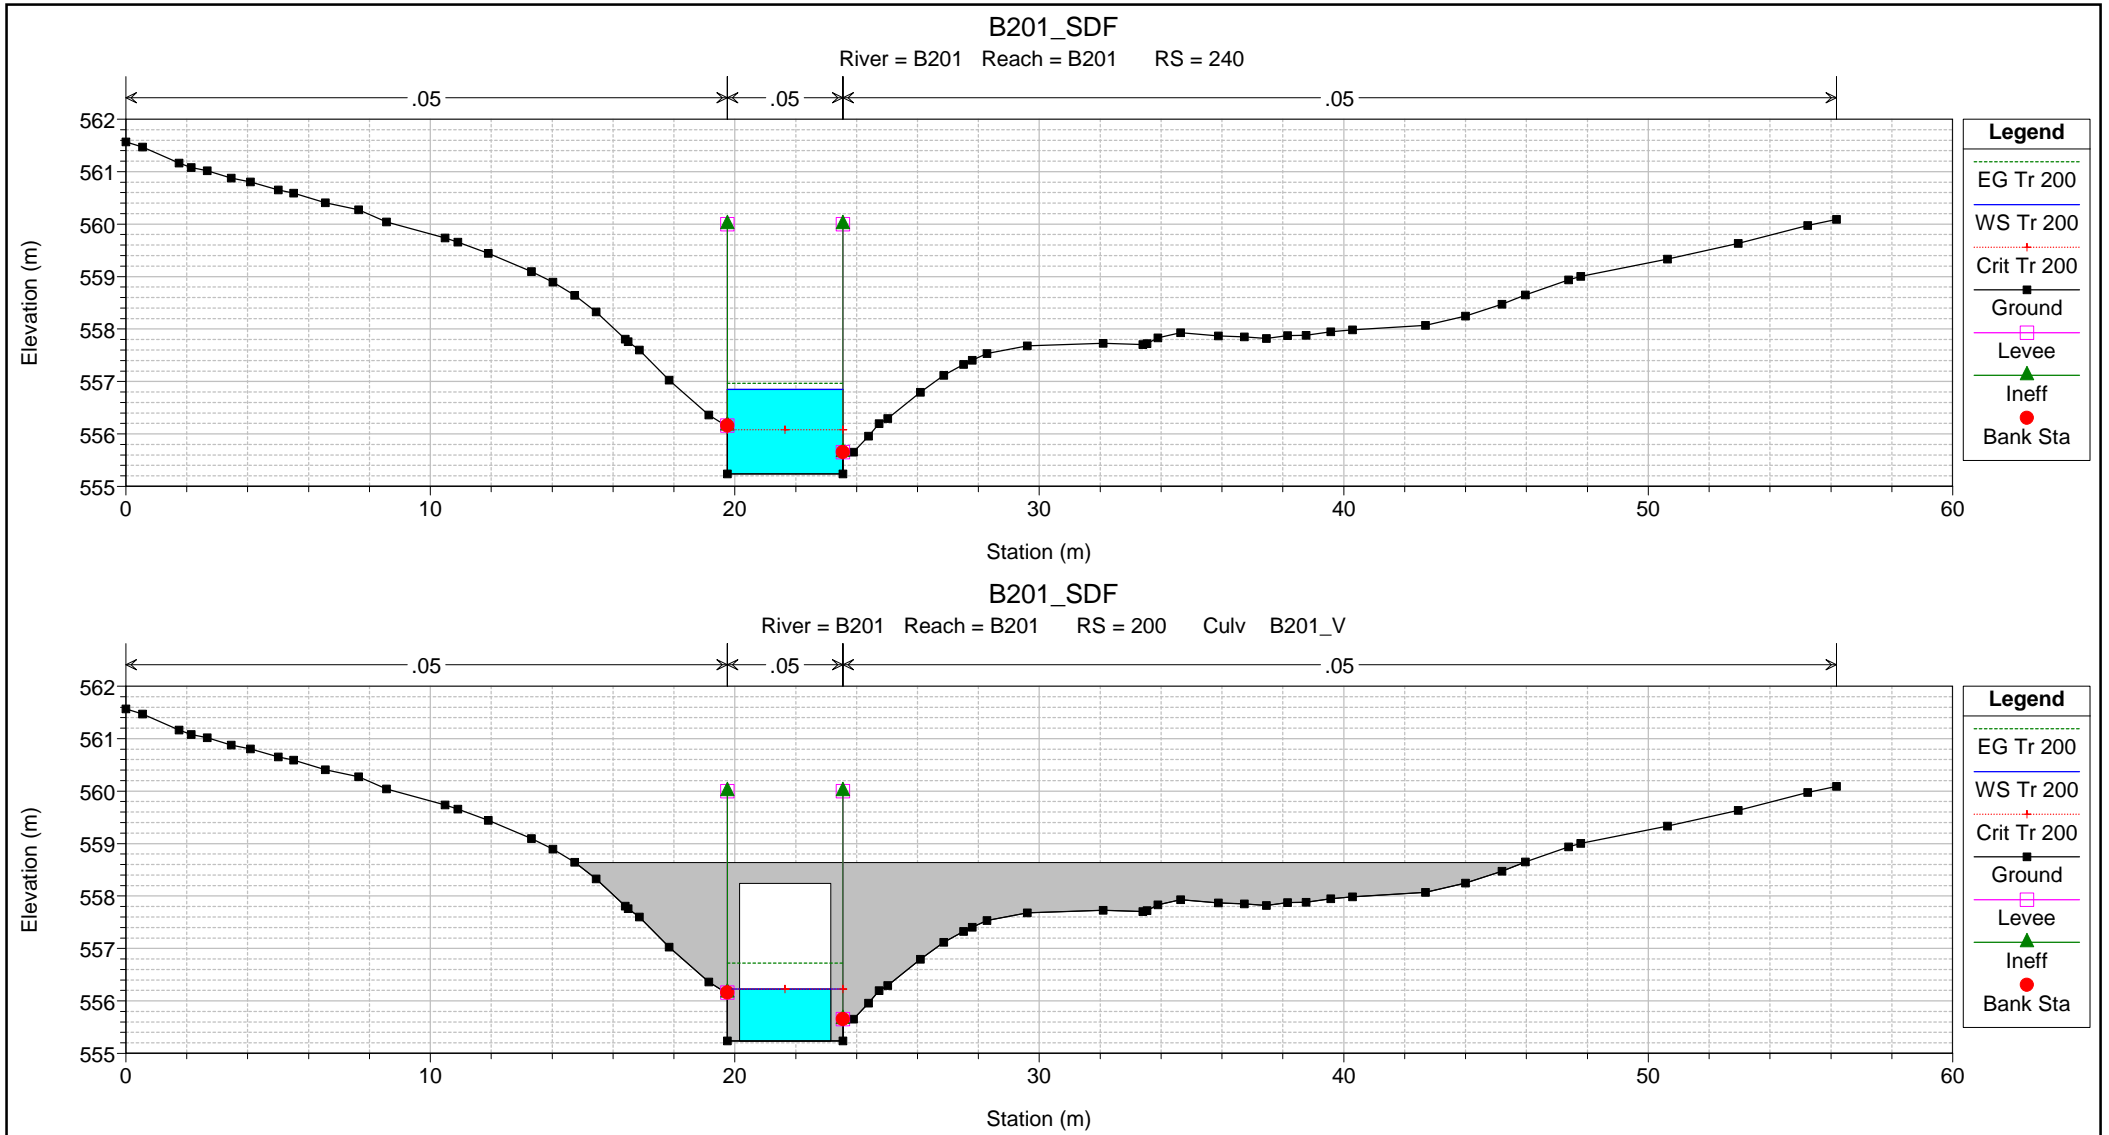 B201_SDF
River = B201 Reach = B201 RS = 240
.05 .05 .05
562
561
560
559
558
557
556
555
Elevation (m)
0 10 20 30 40 50 60
Station (m)
Legend
EG Tr 200
WS Tr 200
Crit Tr 200
Ground
Levee
Ineff
Bank Sta
B201_SDF
River = B201 Reach = B201 RS = 200 Culv B201_V
.05 .05 .05
562
561
560
559
558
557
556
555
Elevation (m)
0 10 20 30 40 50 60
Station (m)
Legend
EG Tr 200
WS Tr 200
Crit Tr 200
Ground
Levee
Ineff
Bank Sta